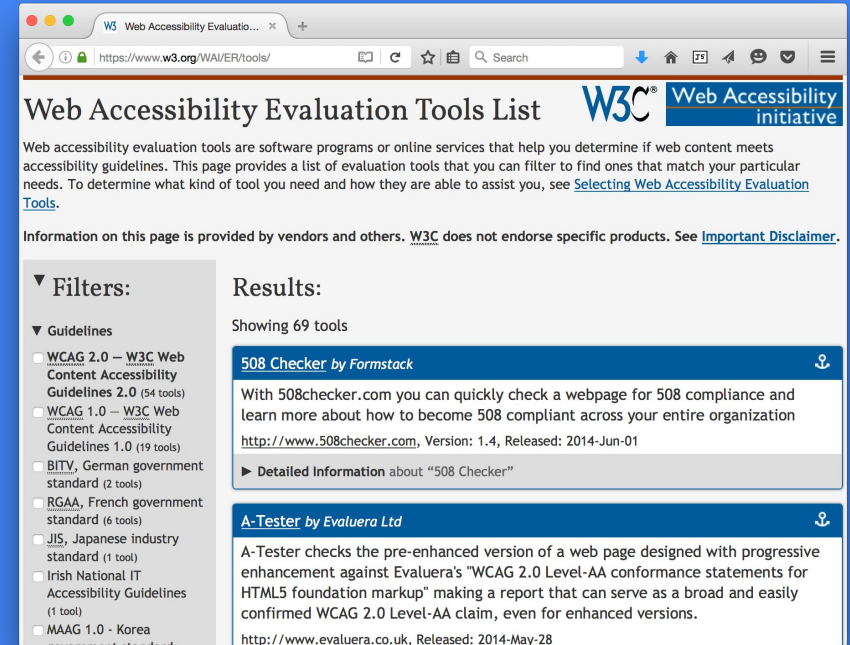 W3 Web Accessibility Evaluatio... × +
https://www.w3.org/WAI/ER/tools/ Search
Web Accessibility Evaluation Tools List
W3C® Web Accessibility
initiative
Web accessibility evaluation tools are software programs or online services that help you determine if web content meets
accessibility guidelines. This page provides a list of evaluation tools that you can filter to find ones that match your particular
needs. To determine what kind of tool you need and how they are able to assist you, see Selecting Web Accessibility Evaluation
Tools.
Information on this page is provided by vendors and others. W3C does not endorse specific products. See Important Disclaimer.
▼ Filters:
▼ Guidelines
WCAG 2.0 — W3C Web
Content Accessibility
Guidelines 2.0 (54 tools)
WCAG 1.0 — W3C Web
Content Accessibility
Guidelines 1.0 (19 tools)
BITV, German government
standard (2 tools)
RGAA, French government
standard (6 tools)
JIS, Japanese industry
standard (1 tool)
Irish National IT
Accessibility Guidelines
(1 tool)
MAAG 1.0 - Korea
government standard
Results:
Showing 69 tools
508 Checker by Formstack
With 508checker.com you can quickly check a webpage for 508 compliance and
learn more about how to become 508 compliant across your entire organization
http://www.508checker.com, Version: 1.4, Released: 2014-Jun-01
▶ Detailed Information about “508 Checker”
A-Tester by Evaluera Ltd
A-Tester checks the pre-enhanced version of a web page designed with progressive
enhancement against Evaluera's "WCAG 2.0 Level-AA conformance statements for
HTML5 foundation markup" making a report that can serve as a broad and easily
confirmed WCAG 2.0 Level-AA claim, even for enhanced versions.
http://www.evaluera.co.uk, Released: 2014-May-28